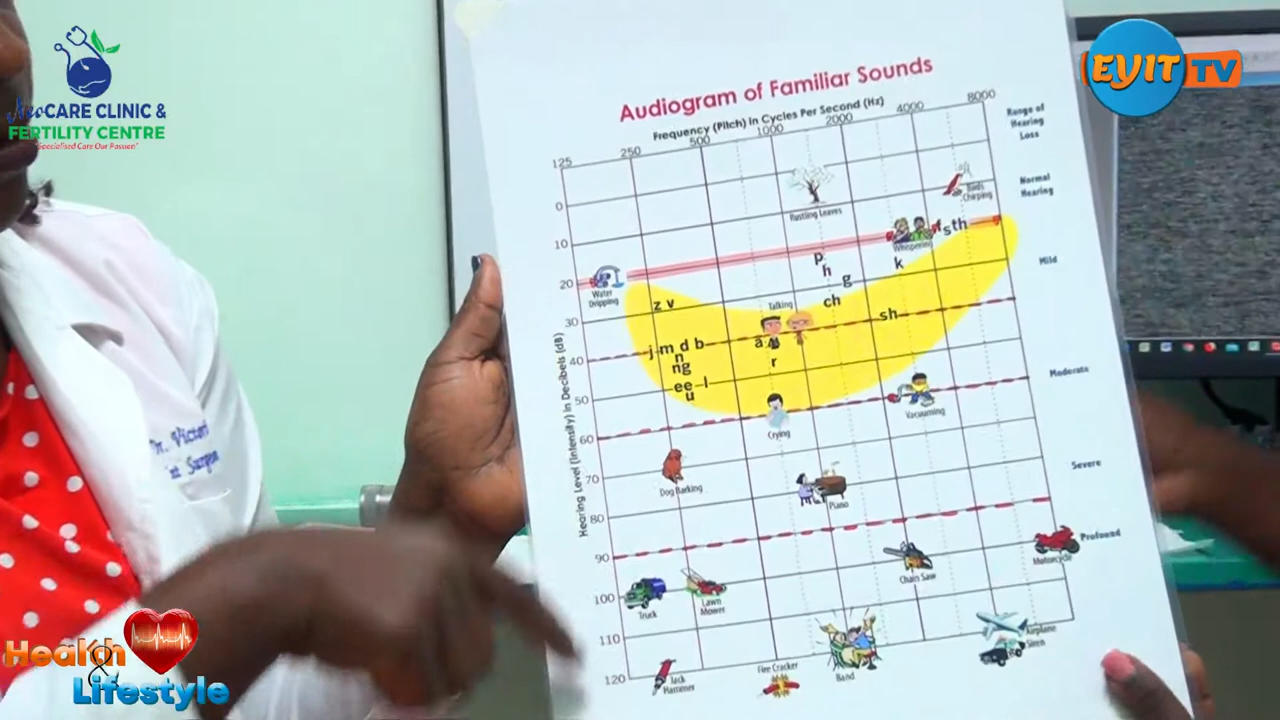 NeoCARE CLINIC &
FERTILITY CENTRE
"Specialised Care Our Passion"
EYIT TV
Audiogram of Familiar Sounds
Frequency (Pitch) in Cycles Per Second (Hz)
125 250 500 1000 2000 4000 8000
Range of
Hearing
Loss
Normal
Hearing
Mild
Moderate
Severe
Profound
Hearing Level (Intensity) in Decibels (dB)
0
10
20
30
40
50
60
70
80
90
100
110
120
Rustling Leaves
Birds
Chirping
Water
Dripping
Whispering
f s th
p
h
g
k
z v
Talking
ch
sh
j m d b
n
ng
a
r
ee l
u
Crying
Vacuuming
Dog Barking
Piano
Chain Saw
Motorcycle
Truck
Lawn
Mower
Jack
Hammer
Fire Cracker
Band
Airplane
Siren
Dr. Victori
Health
&
Lifestyle